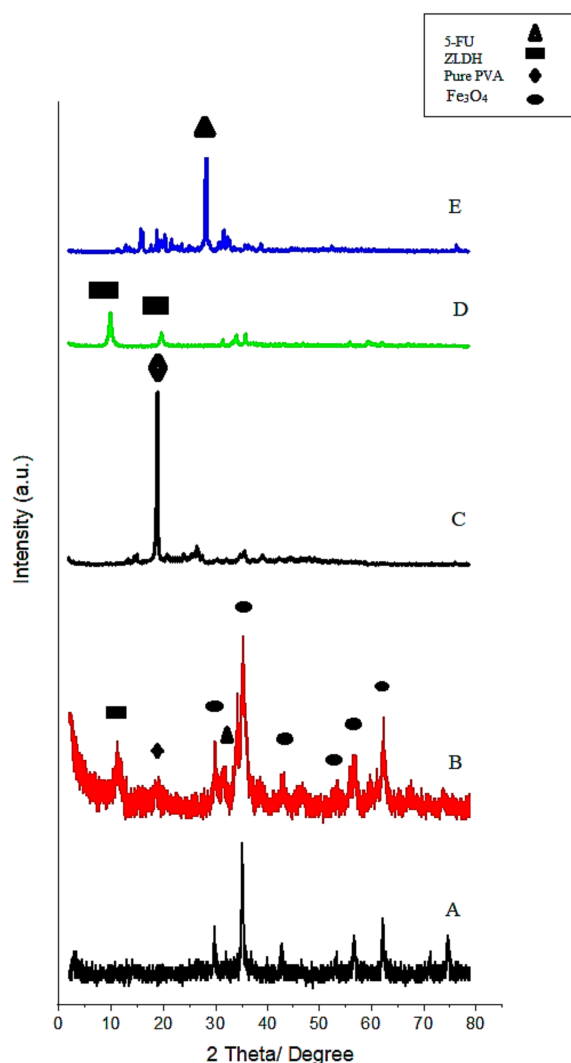 5-FU
ZLDH
Pure PVA
Fe₃O₄
E
D
C
B
A
Intensity (a.u.)
0 10 20 30 40 50 60 70 80
2 Theta/ Degree